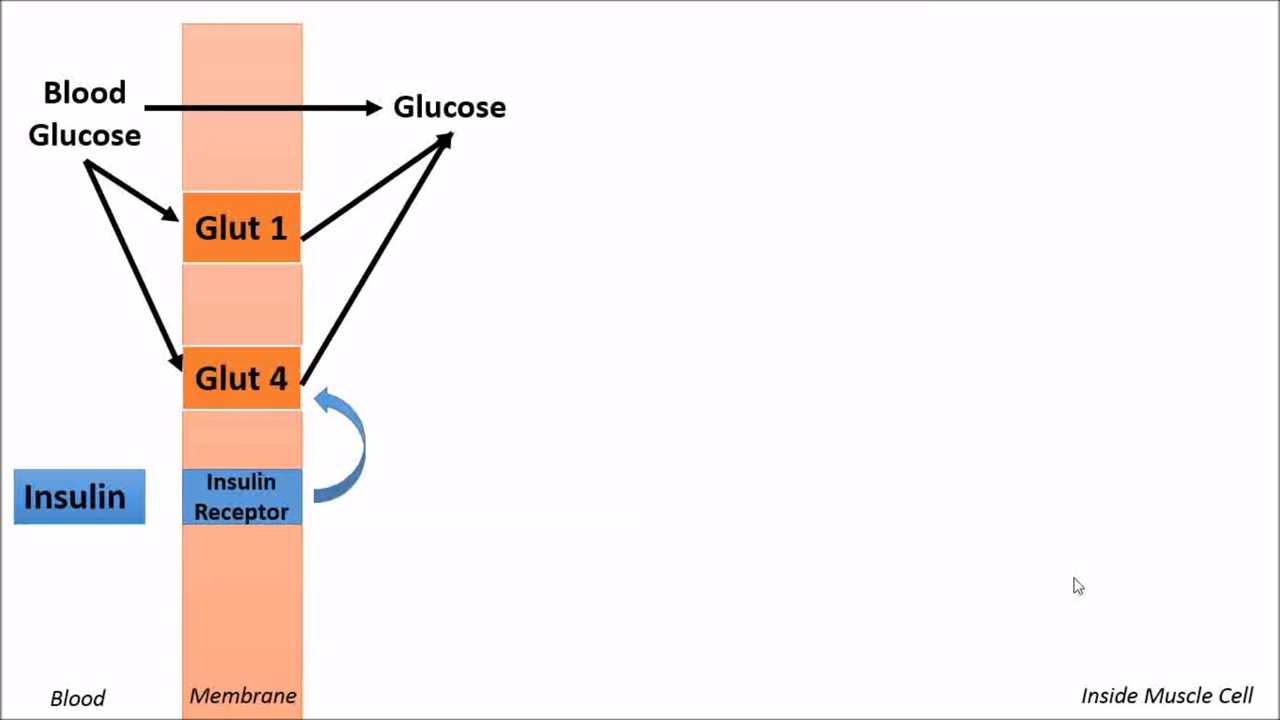 Blood
Glucose
Glucose
Glut 1
Glut 4
Insulin
Insulin
Receptor
Blood
Membrane
Inside Muscle Cell